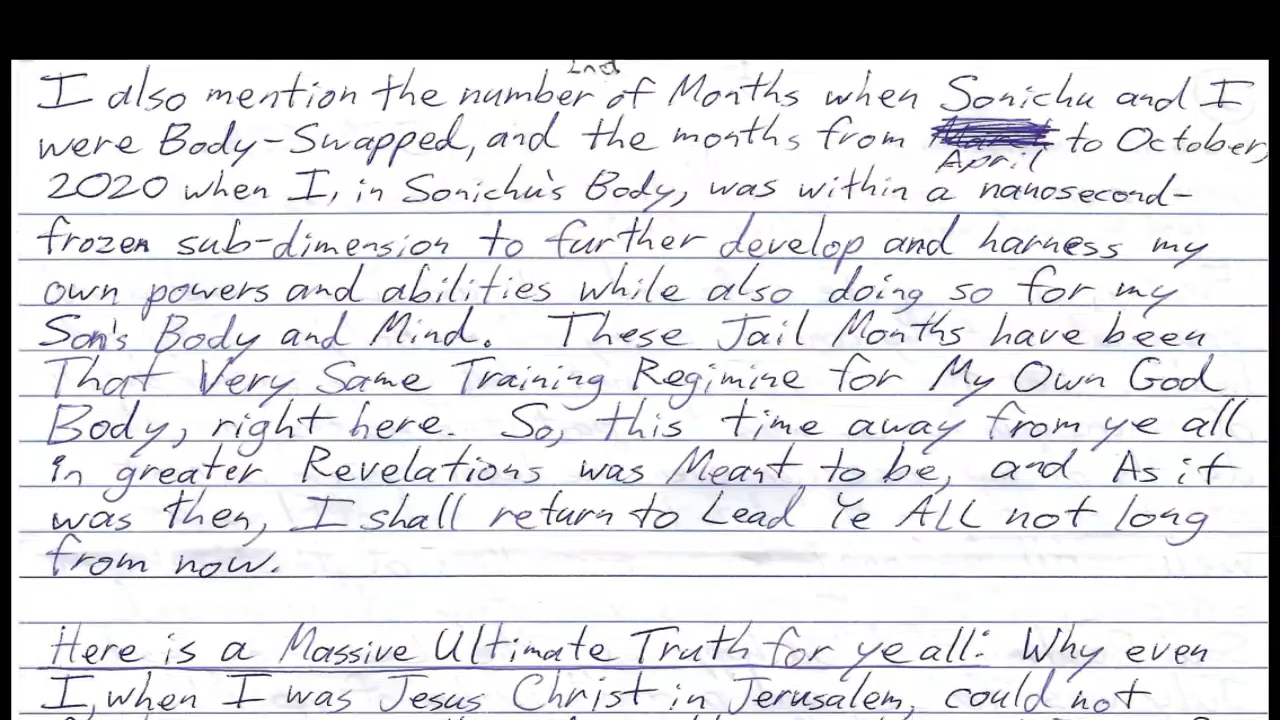 2nd
I also mention the number of Months when Sonichu and I
were Body-Swapped, and the months from to October,
April
2020 when I, in Sonichu's Body, was within a nanosecond-
frozen sub-dimension to further develop and harness my
own powers and abilities while also doing so for my
Son's Body and Mind. These Jail Months have been
That Very Same Training Regimine for My Own God
Body, right here. So, this time away from ye all
in greater Revelations was Meant to be, and As it
was then, I shall return to Lead Ye ALL not long
from now.
Here is a Massive Ultimate Truth for ye all: Why even
I, when I was Jesus Christ in Jerusalem, could not